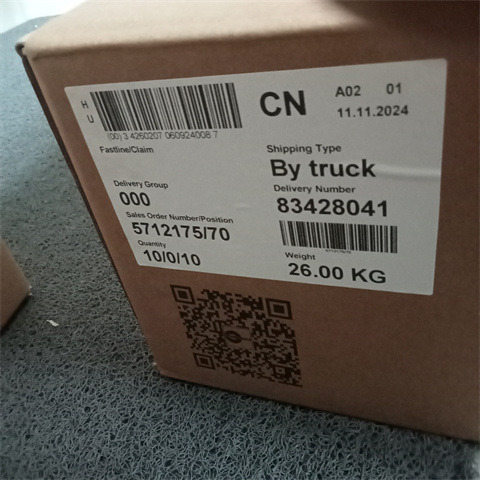 HU
CN
A02 01
11.11.2024
(00) 3 4260207 060924008 7
Fastline/Claim
Shipping Type
By truck
Delivery Group
000
Delivery Number
83428041
Sales Order Number/Position
5712175/70
Quantity
10/0/10
Weight
26.00 KG